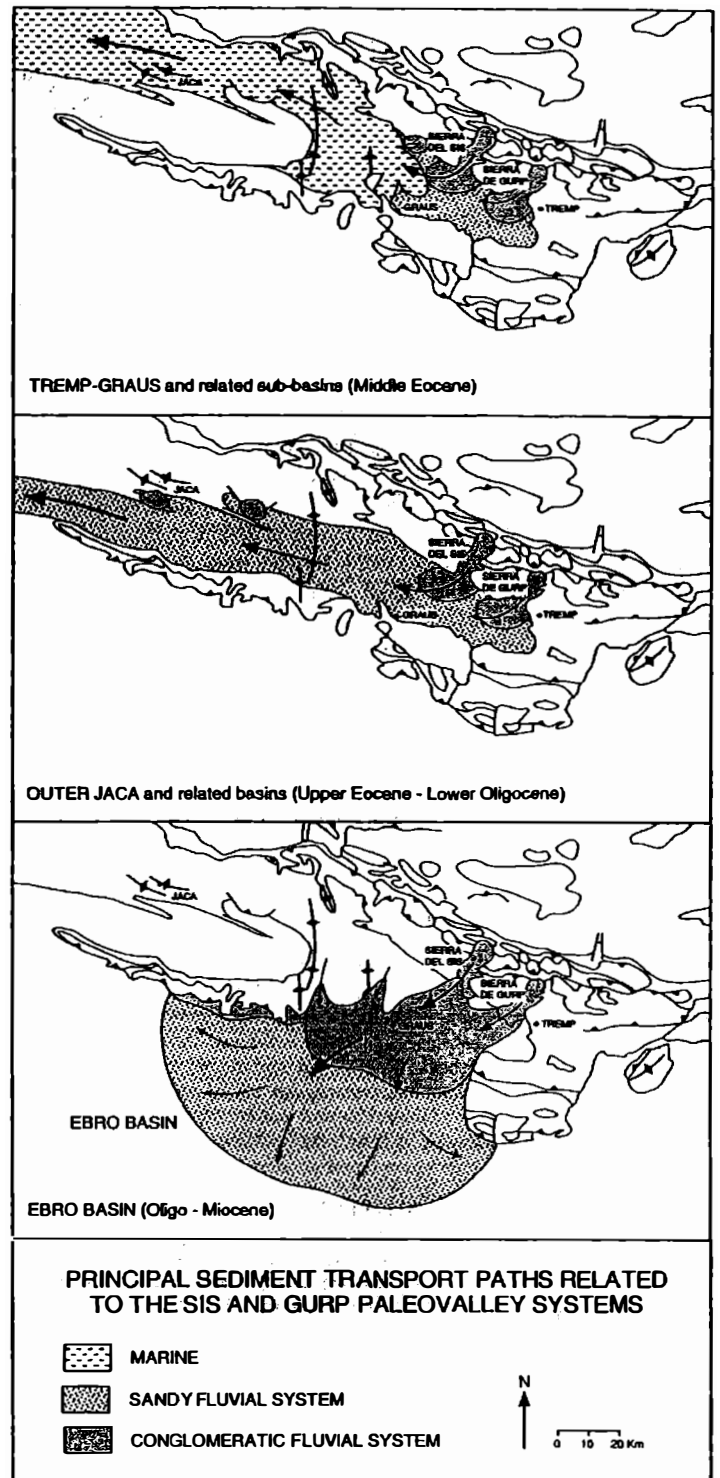 JACA
SIERRA
DEL SIS
SIERRA
DE GURP
GRAUS
TREMP
TREMP-GRAUS and related sub-basins (Middle Eocene)
JACA
SIERRA
DEL SIS
SIERRA
DE GURP
GRAUS
TREMP
OUTER JACA and related basins (Upper Eocene - Lower Oligocene)
JACA
SIERRA
DEL SIS
SIERRA
DE GURP
GRAUS
TREMP
EBRO BASIN
EBRO BASIN (Oligo - Miocene)
PRINCIPAL SEDIMENT TRANSPORT PATHS RELATED
TO THE SIS AND GURP PALEOVALLEY SYSTEMS
MARINE
SANDY FLUVIAL SYSTEM
CONGLOMERATIC FLUVIAL SYSTEM
N
0 10 20 Km